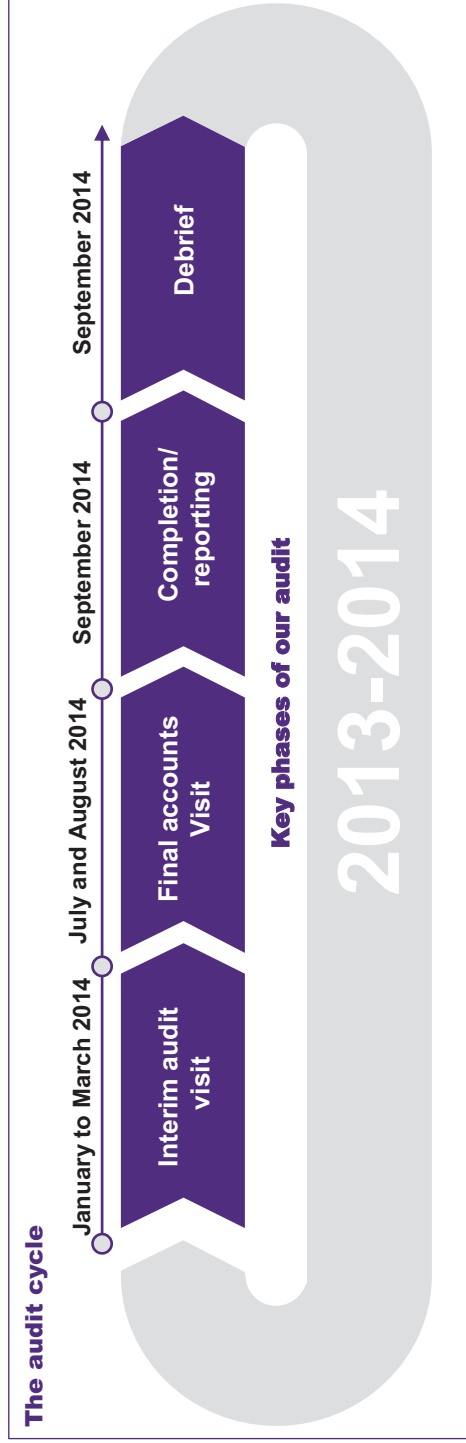 The audit cycle
January to March 2014
July and August 2014
September 2014
September 2014
Interim audit
visit
Final accounts
Visit
Completion/
reporting
Debrief
Key phases of our audit
2013-2014